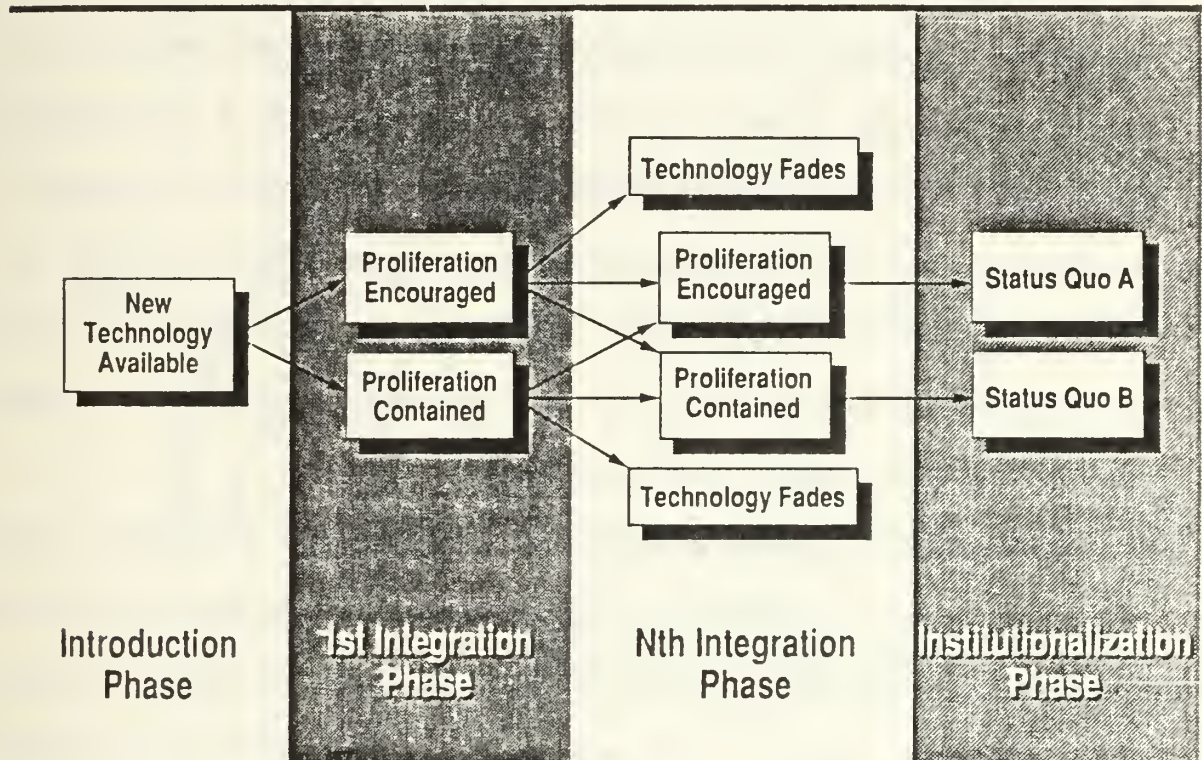 New
Technology
Available
Proliferation
Encouraged
Proliferation
Contained
Technology Fades
Proliferation
Encouraged
Proliferation
Contained
Technology Fades
Status Quo A
Status Quo B
Introduction
Phase
1st Integration
Phase
Nth Integration
Phase
Institutionalization
Phase